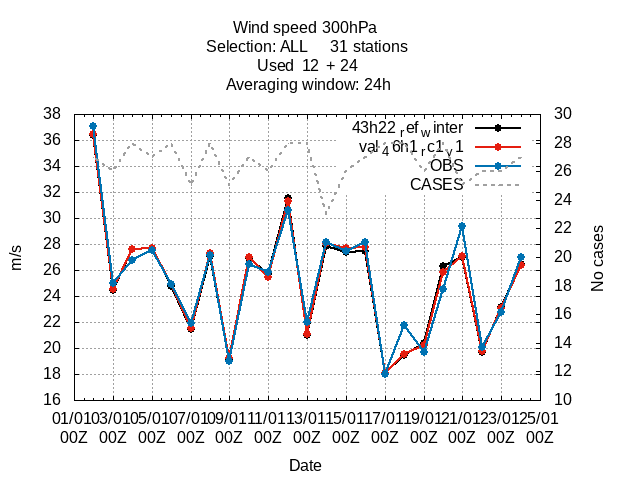 Wind speed 300hPa
Selection: ALL 31 stations
Used 12 + 24
Averaging window: 24h
38 30
36 28
34 26
32 24
30 22
28 20
26 18
24 16
22 14
20 12
18 10
16
43h22_ref_winter
val_46h1_rc1_v1
OBS
CASES
m/s
No cases
01/01 03/01 05/01 07/01 09/01 11/01 13/01 15/01 17/01 19/01 21/01 23/01 25/01
00Z 00Z 00Z 00Z 00Z 00Z 00Z 00Z 00Z 00Z 00Z 00Z 00Z
Date